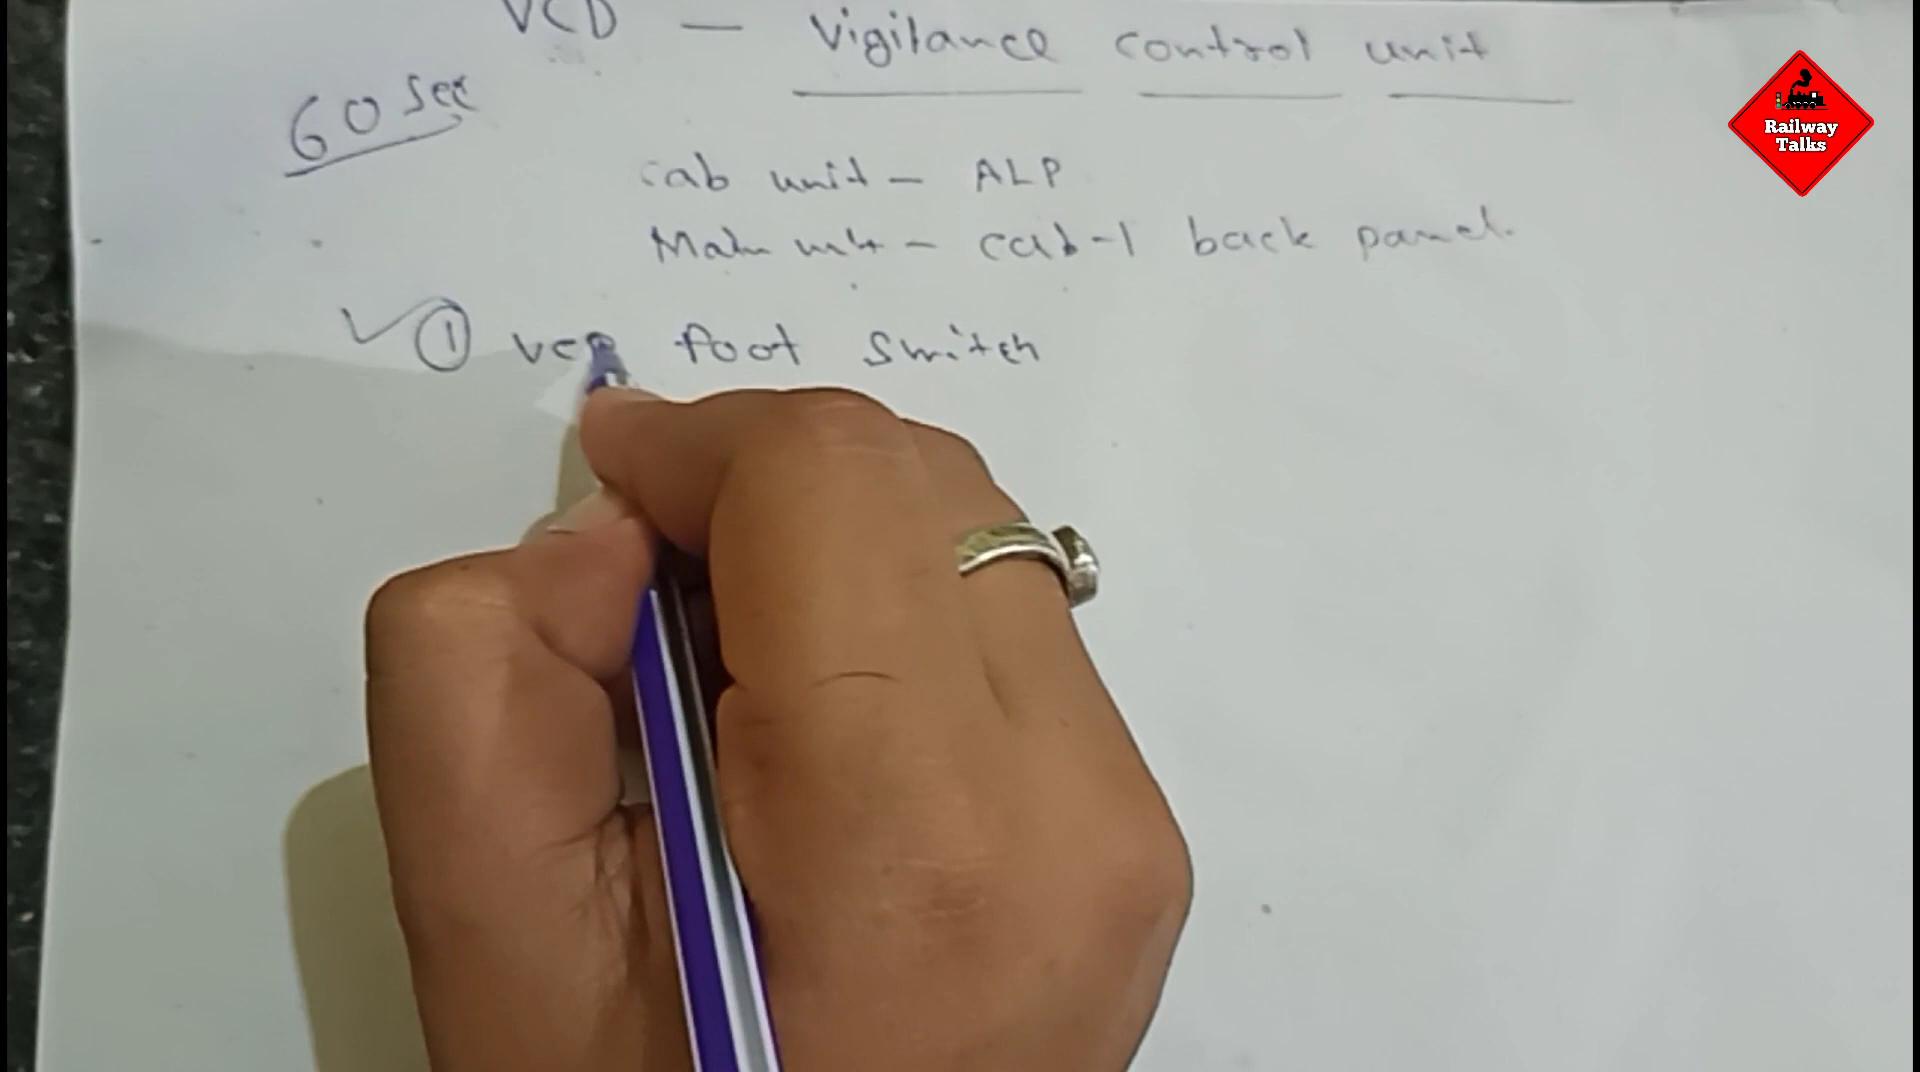 VCD — Vigilance control unit
60 sec
Cab unit - ALP
Main unit - cab-1 back panel.
① VCD foot switch
Railway
Talks